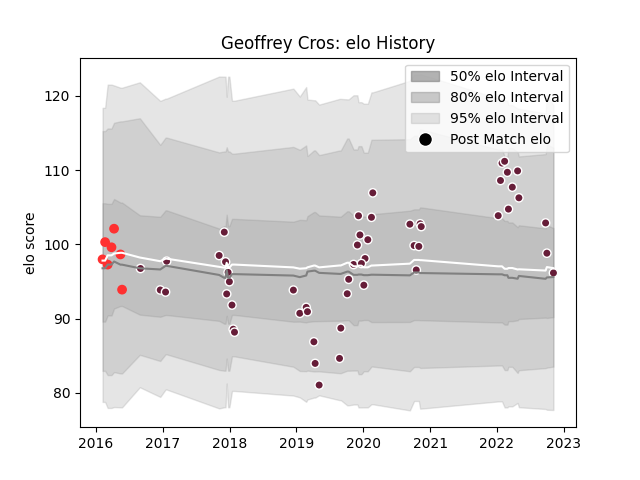 Geoffrey Cros: elo History
50% elo Interval
80% elo Interval
95% elo Interval
Post Match elo
elo score
120
110
100
90
80
2016 2017 2018 2019 2020 2021 2022 2023